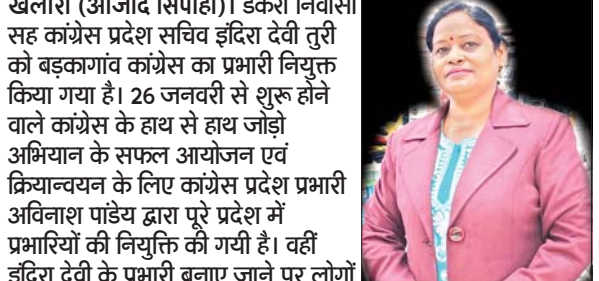 खलारी (आजाद सिपाही)। डकरा निवासी
सह कांग्रेस प्रदेश सचिव इंदिरा देवी तुरी
को बड़कागांव कांग्रेस का प्रभारी नियुक्त
किया गया है। 26 जनवरी से शुरू होने
वाले कांग्रेस के हाथ से हाथ जोड़ो
अभियान के सफल आयोजन एवं
क्रियान्वयन के लिए कांग्रेस प्रदेश प्रभारी
अविनाश पांडेय द्वारा पूरे प्रदेश में
प्रभारियों की नियुक्ति की गयी है। वहीं
इंदिरा देवी के प्रभारी बनाए जाने पर लोगों